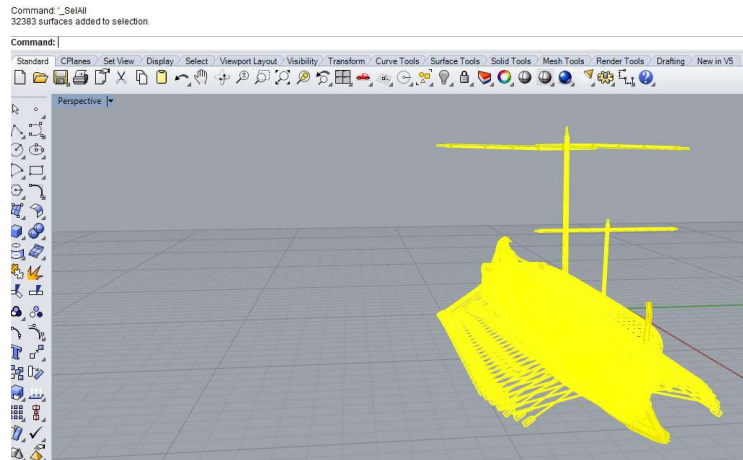 Command: '_SelAll
32383 surfaces added to selection.
Command:
Standard CPlanes Set View Display Select Viewport Layout Visibility Transform Curve Tools Surface Tools Solid Tools Mesh Tools Render Tools Drafting New in V5
Perspective